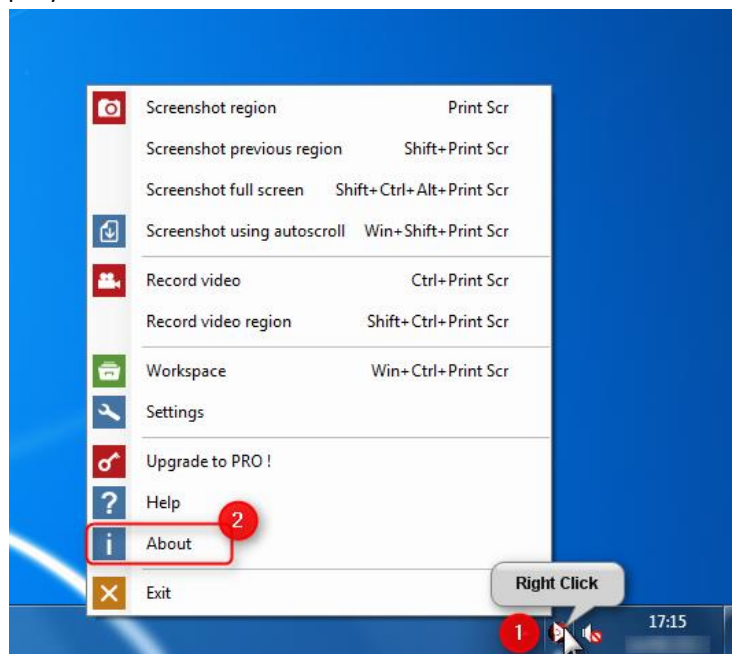 Screenshot region Print Scr
Screenshot previous region Shift+Print Scr
Screenshot full screen Shift+Ctrl+Alt+Print Scr
Screenshot using autoscroll Win+Shift+Print Scr
Record video Ctrl+Print Scr
Record video region Shift+Ctrl+Print Scr
Workspace Win+Ctrl+Print Scr
Settings
Upgrade to PRO !
Help
2
About
Exit
Right Click
1
17:15